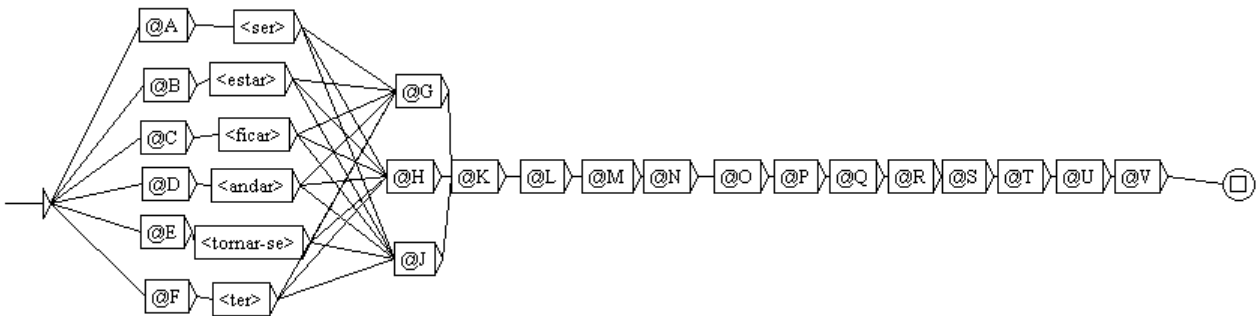 @A <ser>
@B <estar>
@G
@C <ficar>
@D <andar>
@H @K @L @M @N @O @P @Q @R @S @T @U @V
@E <tornar-se>
@J
@F <ter>